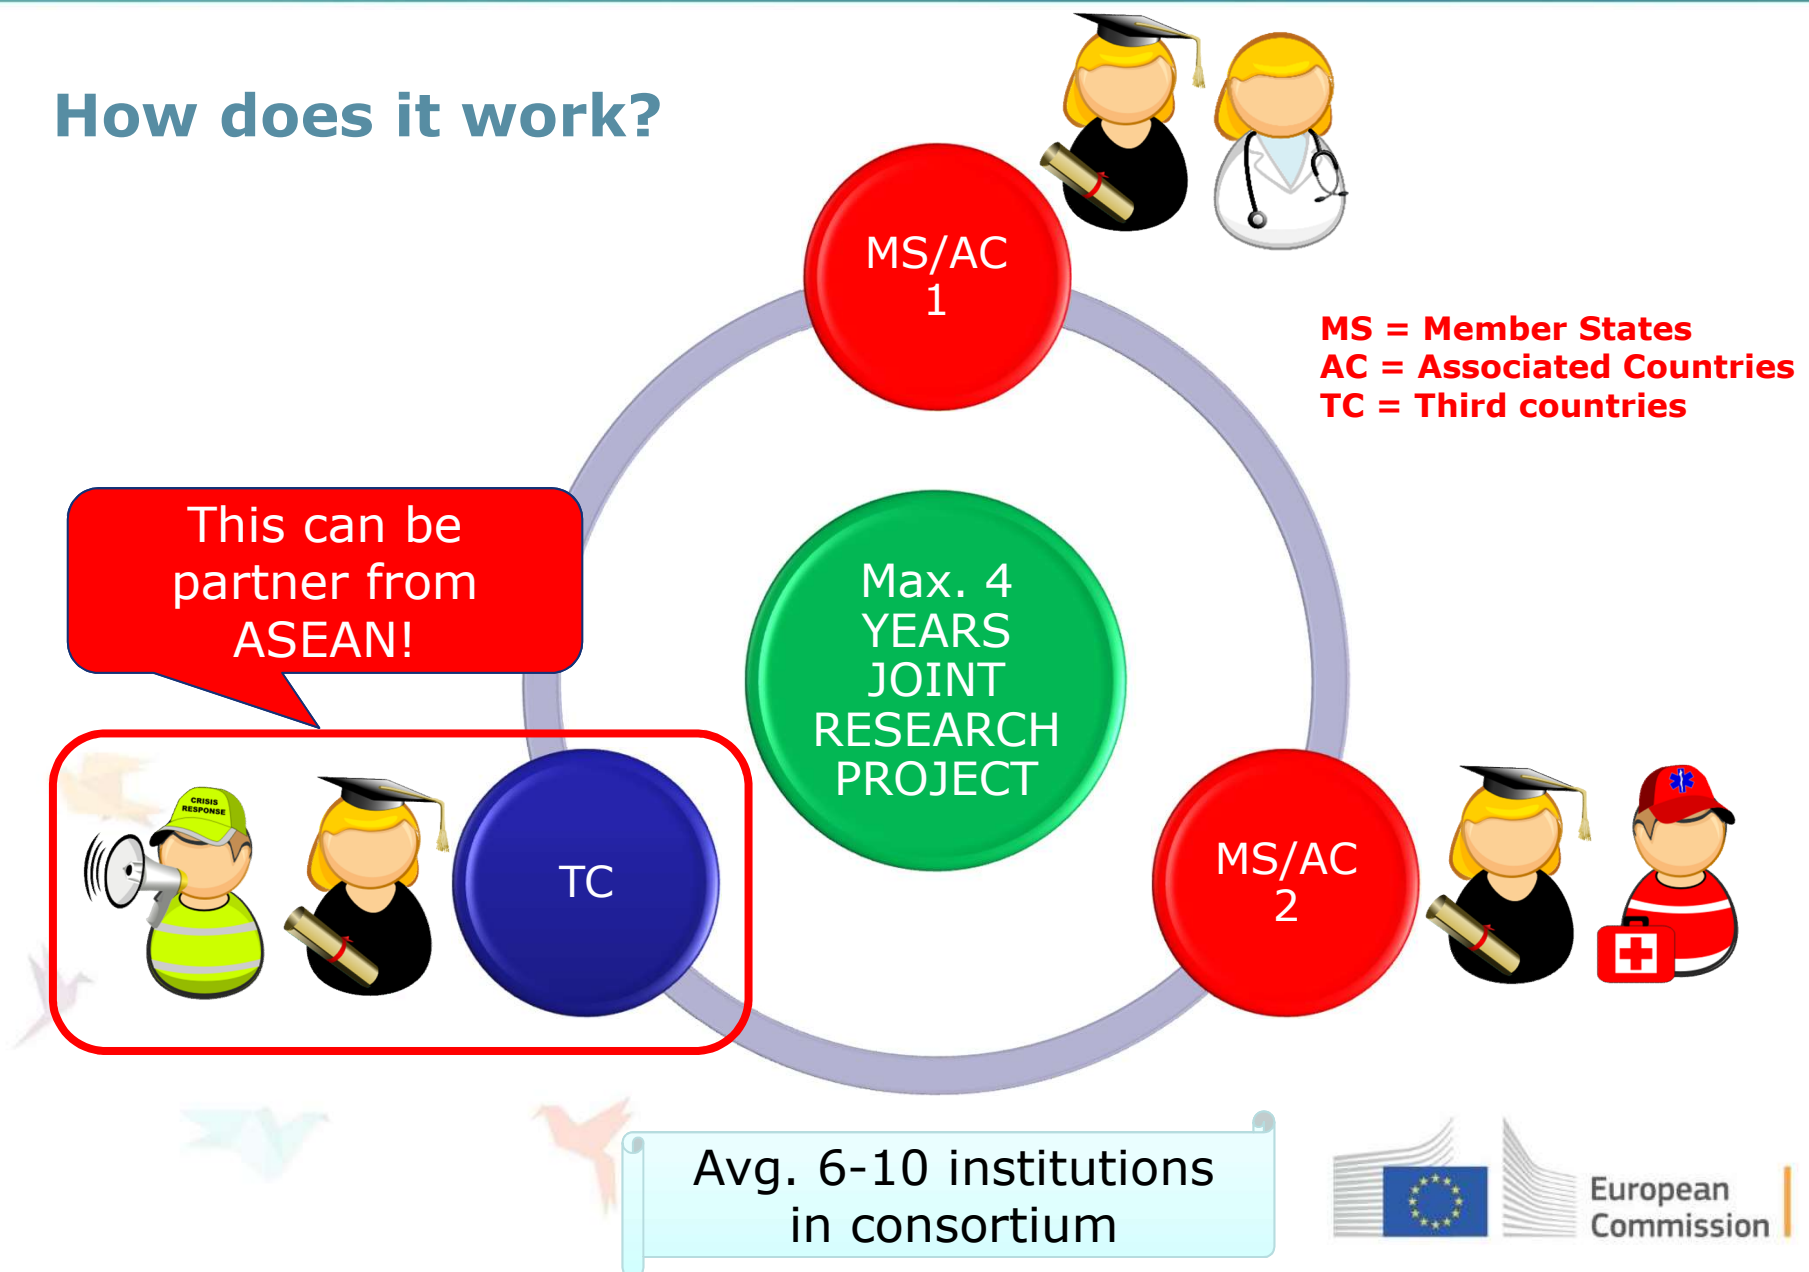 How does it work?
MS/AC
1
MS = Member States
AC = Associated Countries
TC = Third countries
This can be
partner from
ASEAN!
Max. 4
YEARS
JOINT
RESEARCH
PROJECT
CRISIS
RESPONSE
TC
MS/AC
2
Avg. 6-10 institutions
in consortium
European
Commission